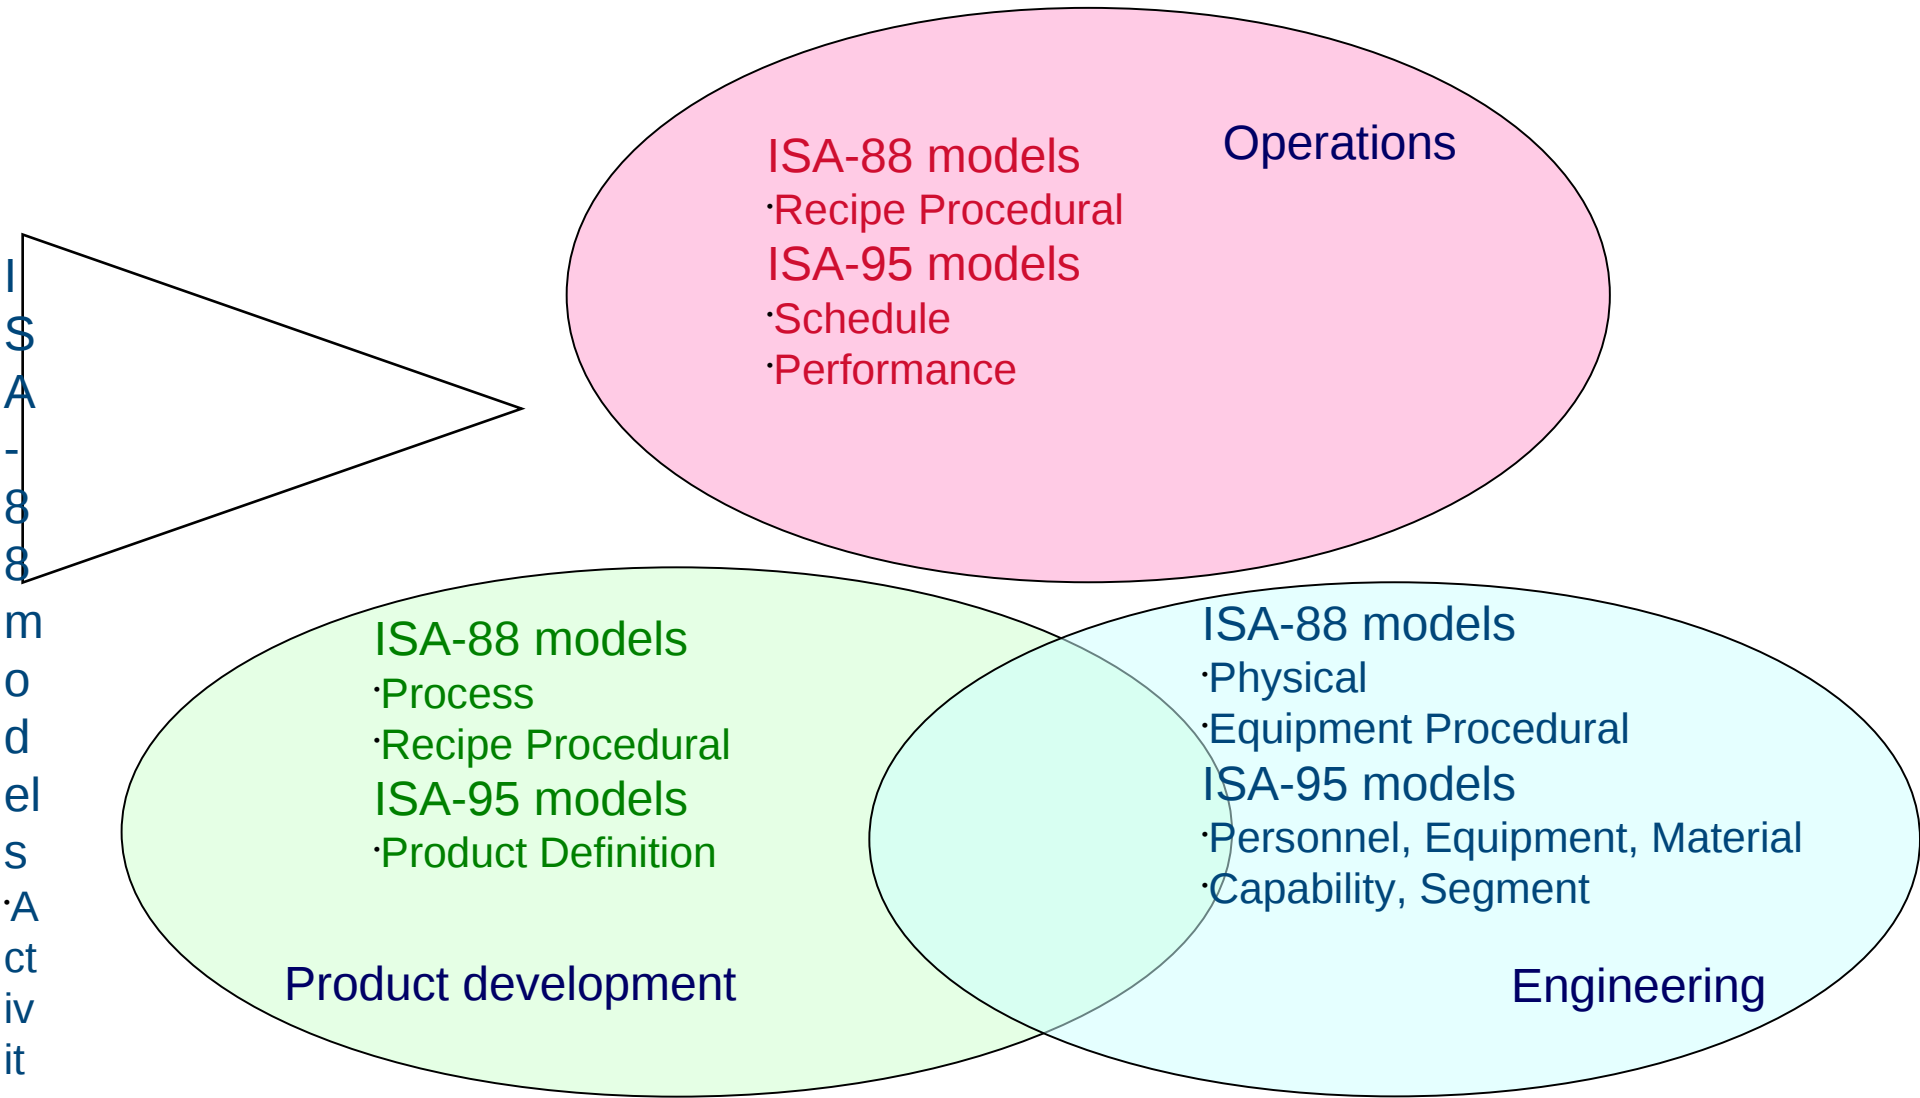 Operations
ISA-88 models
·Recipe Procedural
ISA-95 models
·Schedule
·Performance
I
S
A
-
8
8
m
o
d
el
s
·A
ct
iv
it
ISA-88 models
·Process
·Recipe Procedural
ISA-95 models
·Product Definition
Product development
ISA-88 models
·Physical
·Equipment Procedural
ISA-95 models
·Personnel, Equipment, Material
·Capability, Segment
Engineering